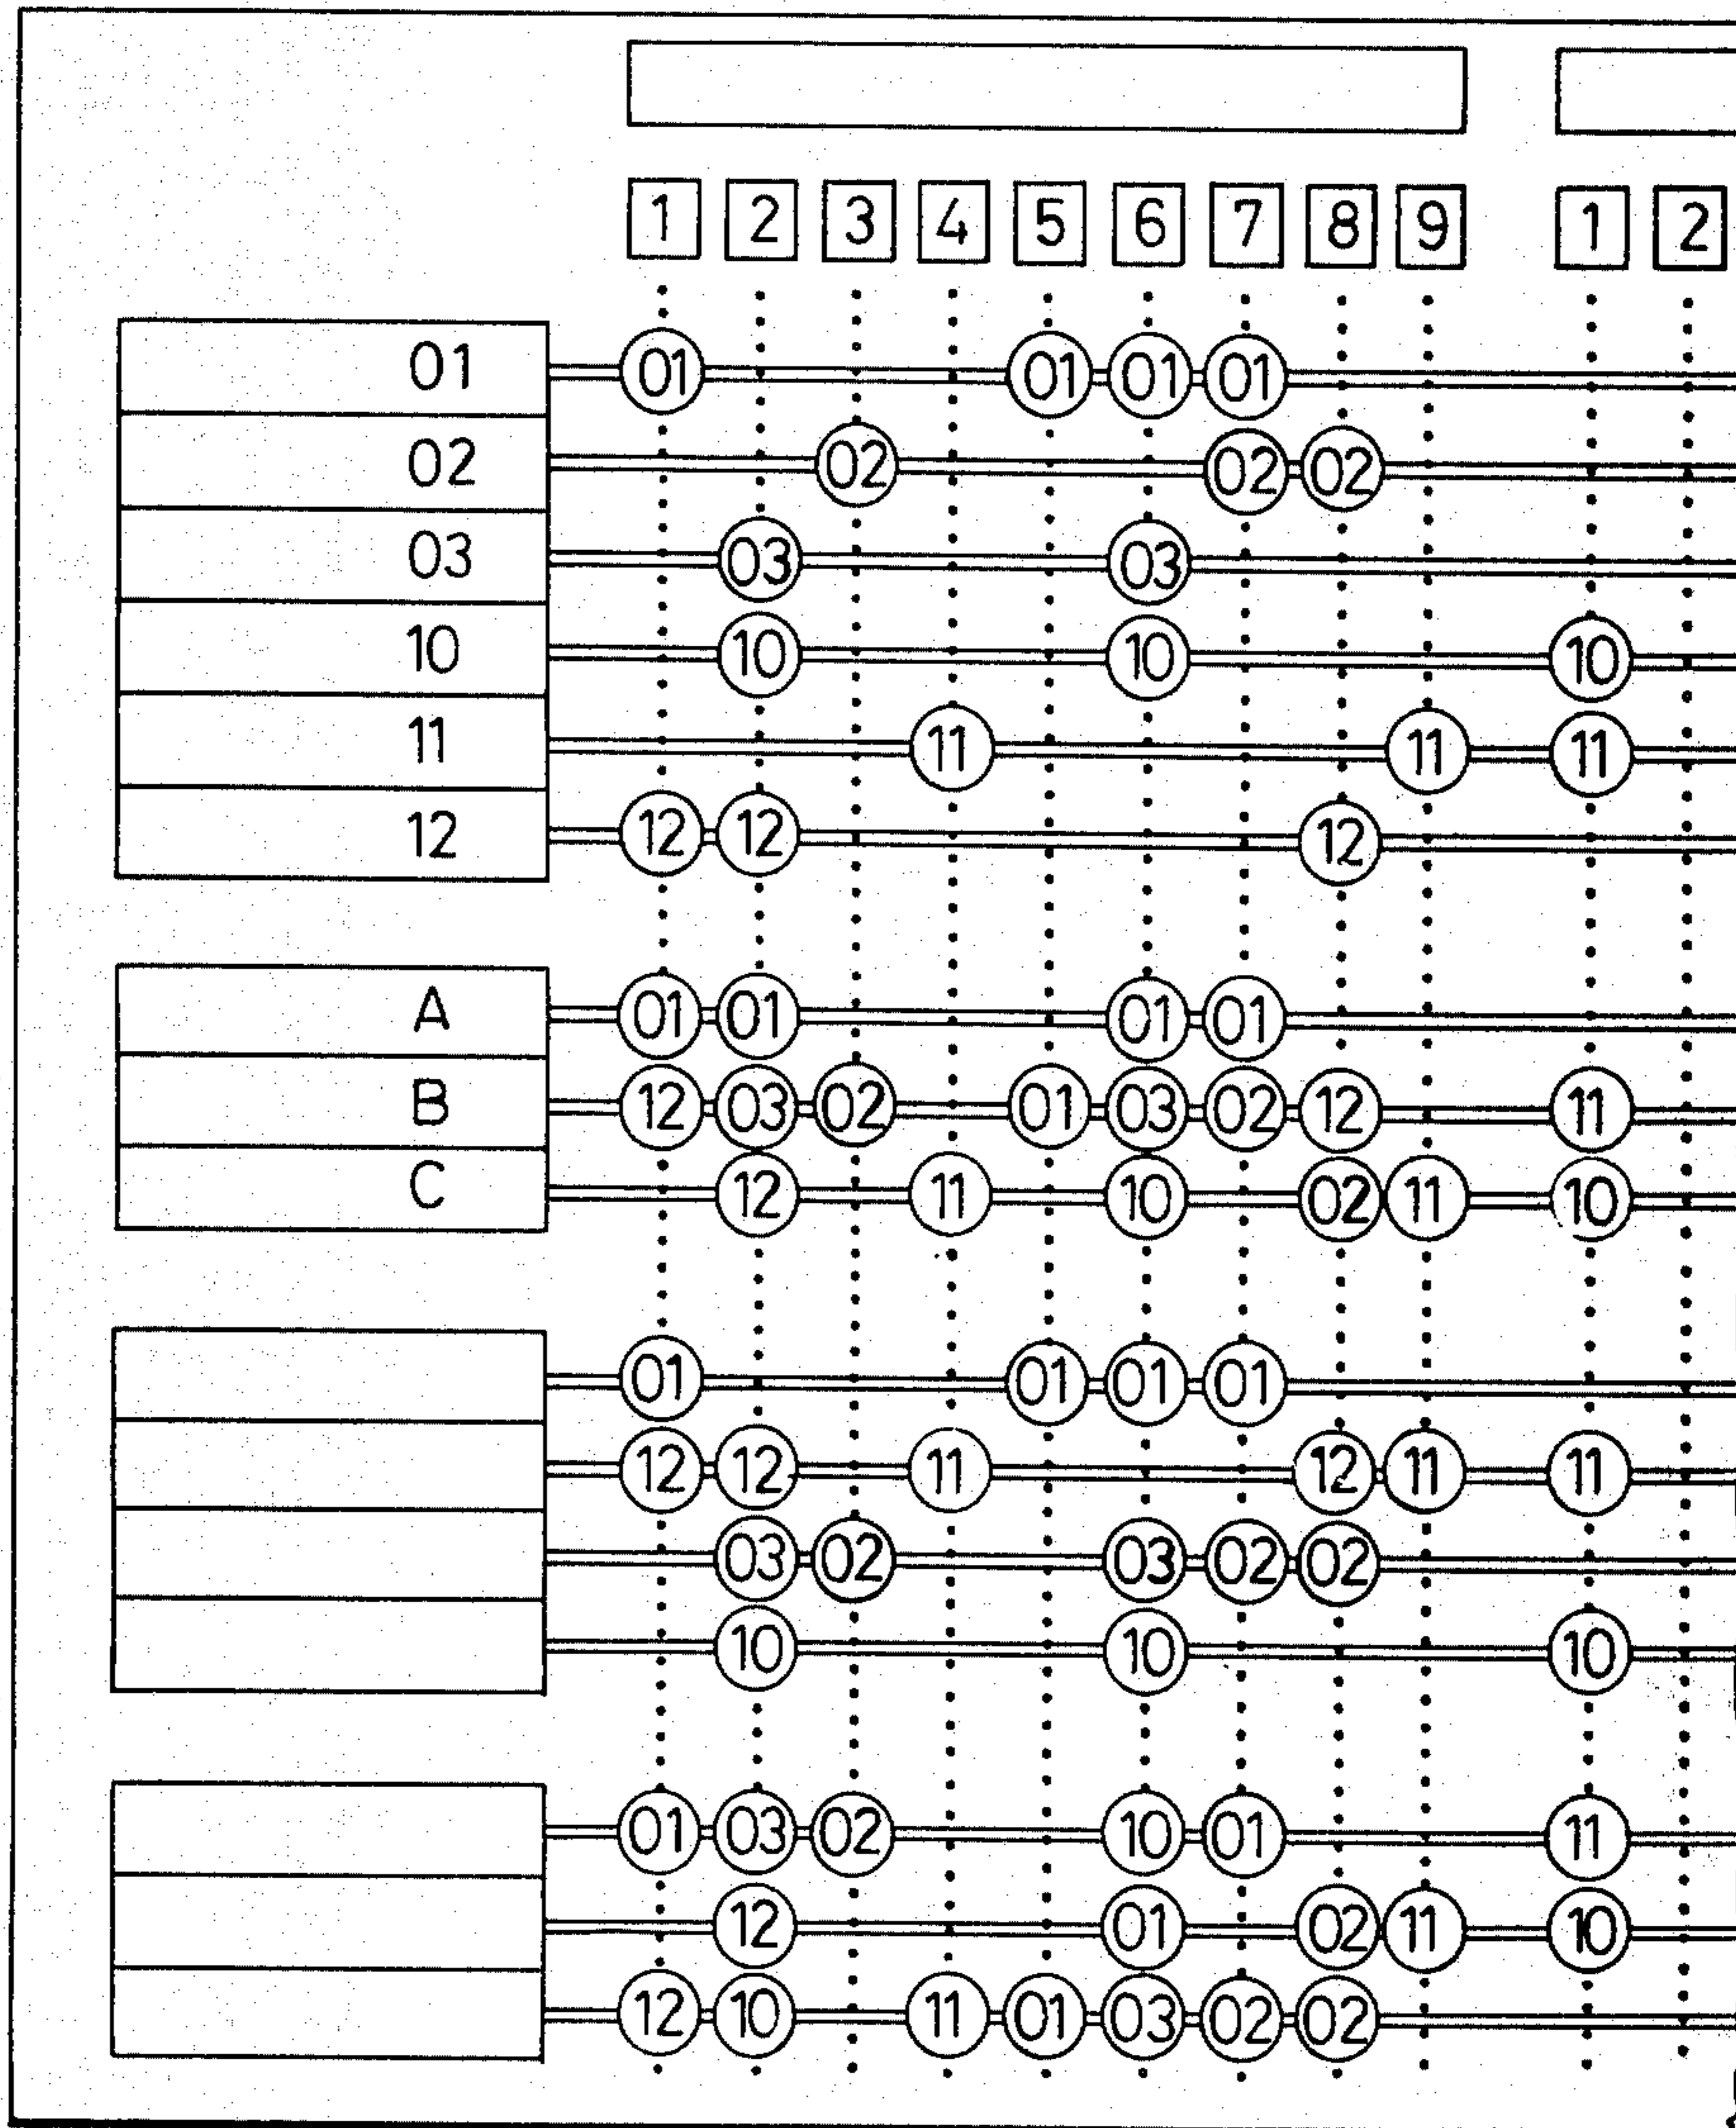 1 2 3 4 5 6 7 8 9 1 2
01 01 01 01 01
02 02 02 02
03 03 03
10 10 10 10
11 11 11 11
12 12 12 12
A 01 01 01 01
B 12 03 02 01 03 02 12 11
C 12 11 10 02 11 10
01 01 01 01
12 12 11 12 11 11
03 02 03 02 02
10 10 10
01 03 02 10 01 11
12 01 02 11 10
12 10 11 01 03 02 02